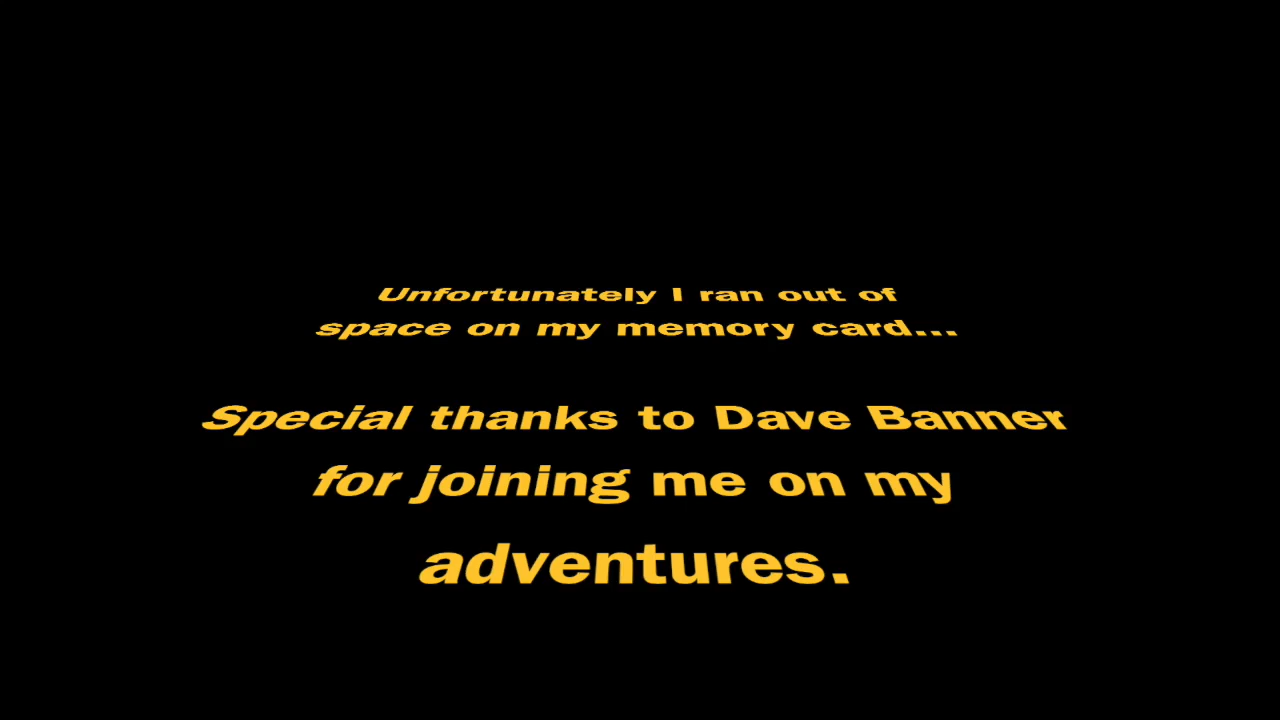 Unfortunately I ran out of
space on my memory card...
Special thanks to Dave Banner
for joining me on my
adventures.